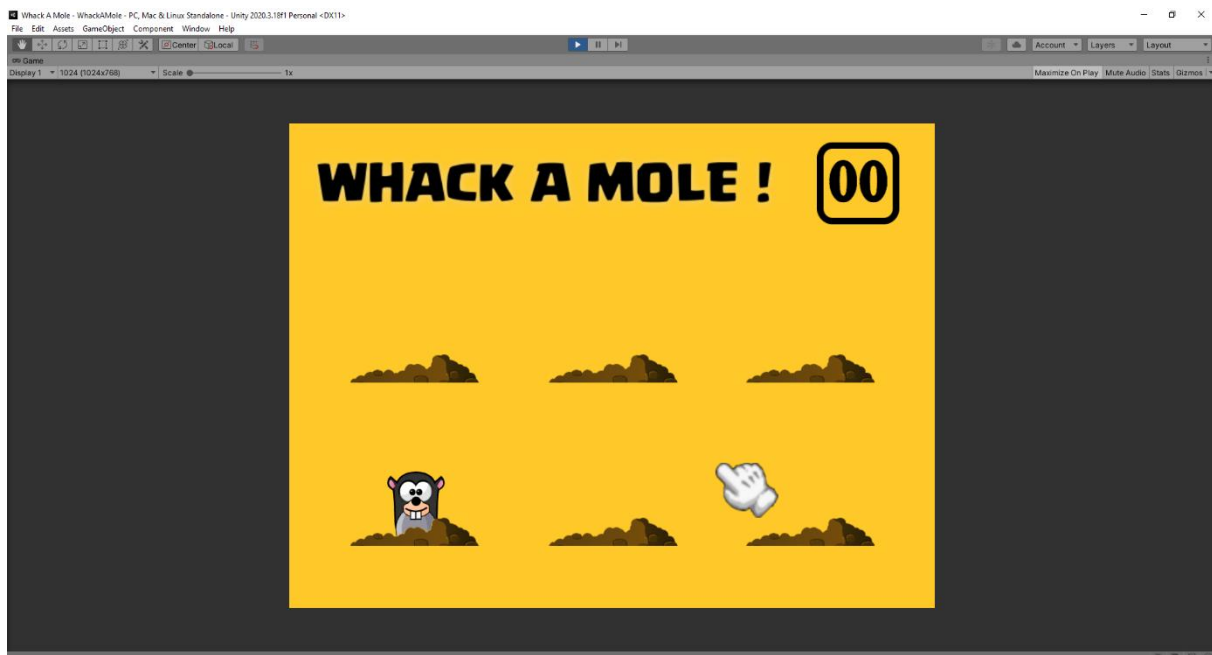 Whack A Mole - WhackAMole - PC, Mac & Linux Standalone - Unity 2020.3.18f1 Personal <DX11>
File Edit Assets GameObject Component Window Help
Center Local Account Layers Layout
Game
Display 1 1024 (1024x768) Scale 1x Maximize On Play Mute Audio Stats Gizmos
WHACK A MOLE ! 00